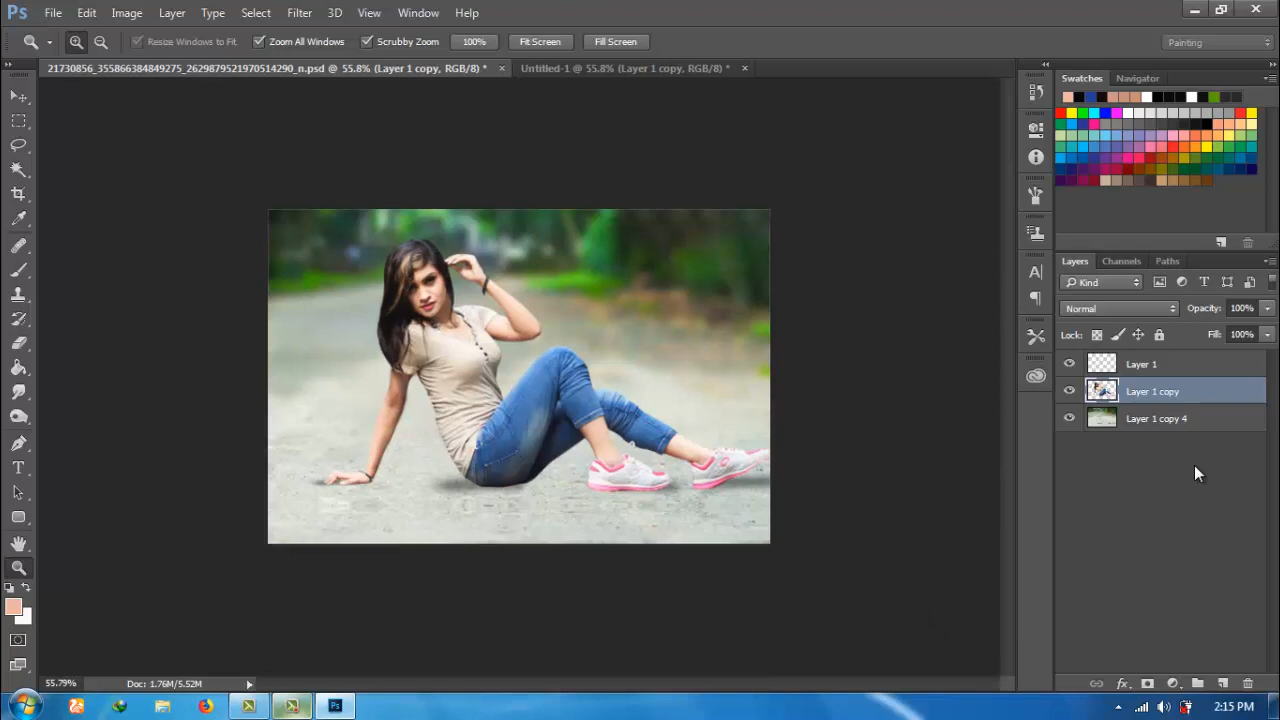 Ps File Edit Image Layer Type Select Filter 3D View Window Help
Resize Windows to Fit Zoom All Windows Scrubby Zoom 100% Fit Screen Fill Screen Painting
21730856_355866384849275_2629879521970514290_n.psd @ 55.8% (Layer 1 copy, RGB/8) * Untitled-1 @ 55.8% (Layer 1 copy, RGB/8) *
Swatches Navigator
Layers Channels Paths
Kind
Normal Opacity: 100%
Lock: Fill: 100%
Layer 1
Layer 1 copy
Layer 1 copy 4
55.79% Doc: 1.76M/5.52M
Ps 2:15 PM